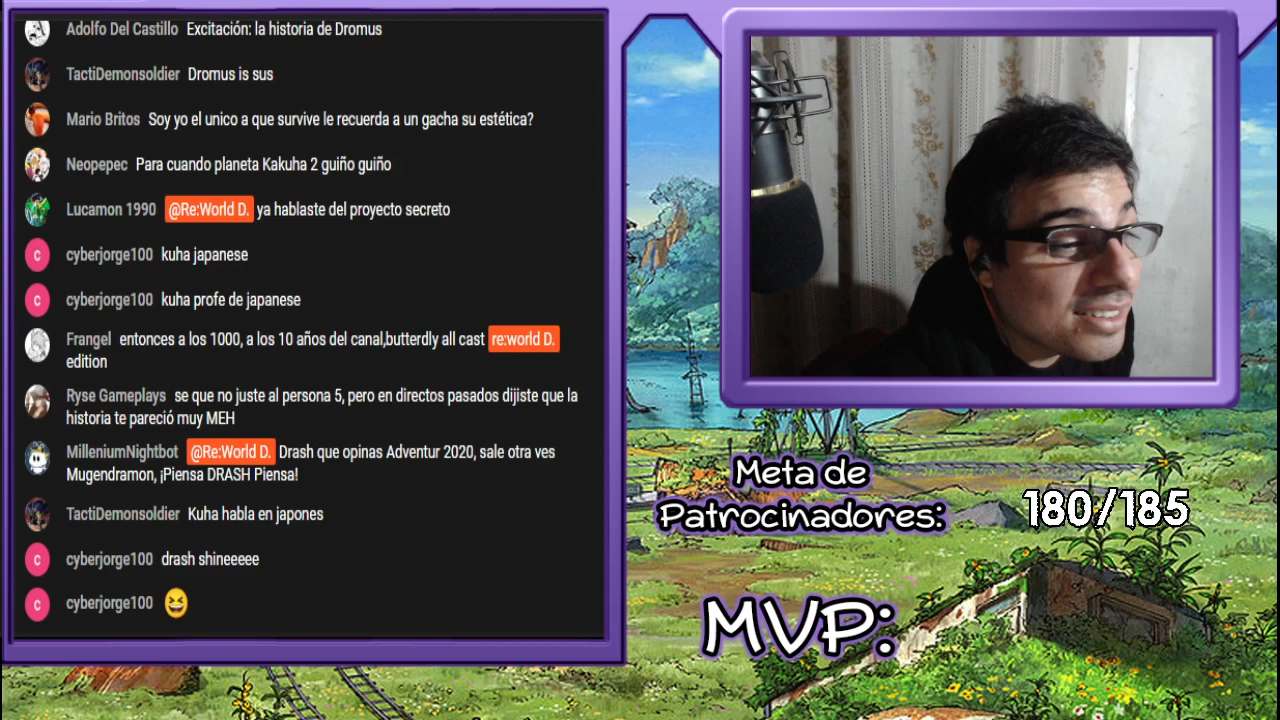 Adolfo Del Castillo Excitación: la historia de Dromus
TactiDemonsoldier Dromus is sus
Mario Britos Soy yo el unico a que survive le recuerda a un gacha su estética?
Neopepec Para cuando planeta Kakuha 2 guiño guiño
Lucamon 1990 @Re:World D. ya hablaste del proyecto secreto
C cyberjorge100 kuha japanese
C cyberjorge100 kuha profe de japanese
Frangel entonces a los 1000, a los 10 años del canal,butterdly all cast re:world D.
edition
Ryse Gameplays se que no juste al persona 5, pero en directos pasados dijiste que la
historia te pareció muy MEH
MilleniumNightbot @Re:World D. Drash que opinas Adventur 2020, sale otra ves
Mugendramon, ¡Piensa DRASH Piensa!
TactiDemonsoldier Kuha habla en japones
C cyberjorge100 drash shineeeee
C cyberjorge100 😆
Meta de
Patrocinadores:
180/185
MVP: